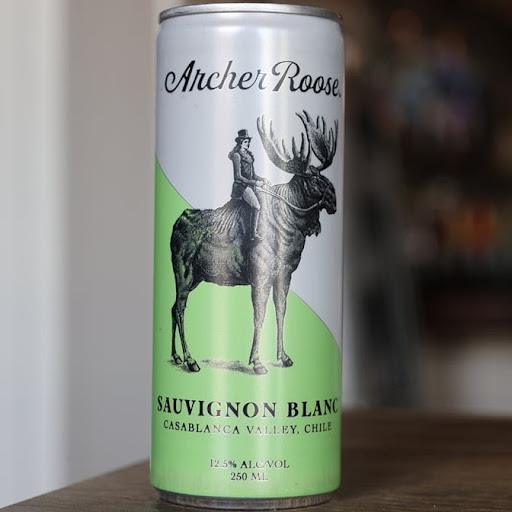 Archer Roose
SAUVIGNON BLANC
CASABLANCA VALLEY, CHILE
12.5% ALC/VOL
250 ML